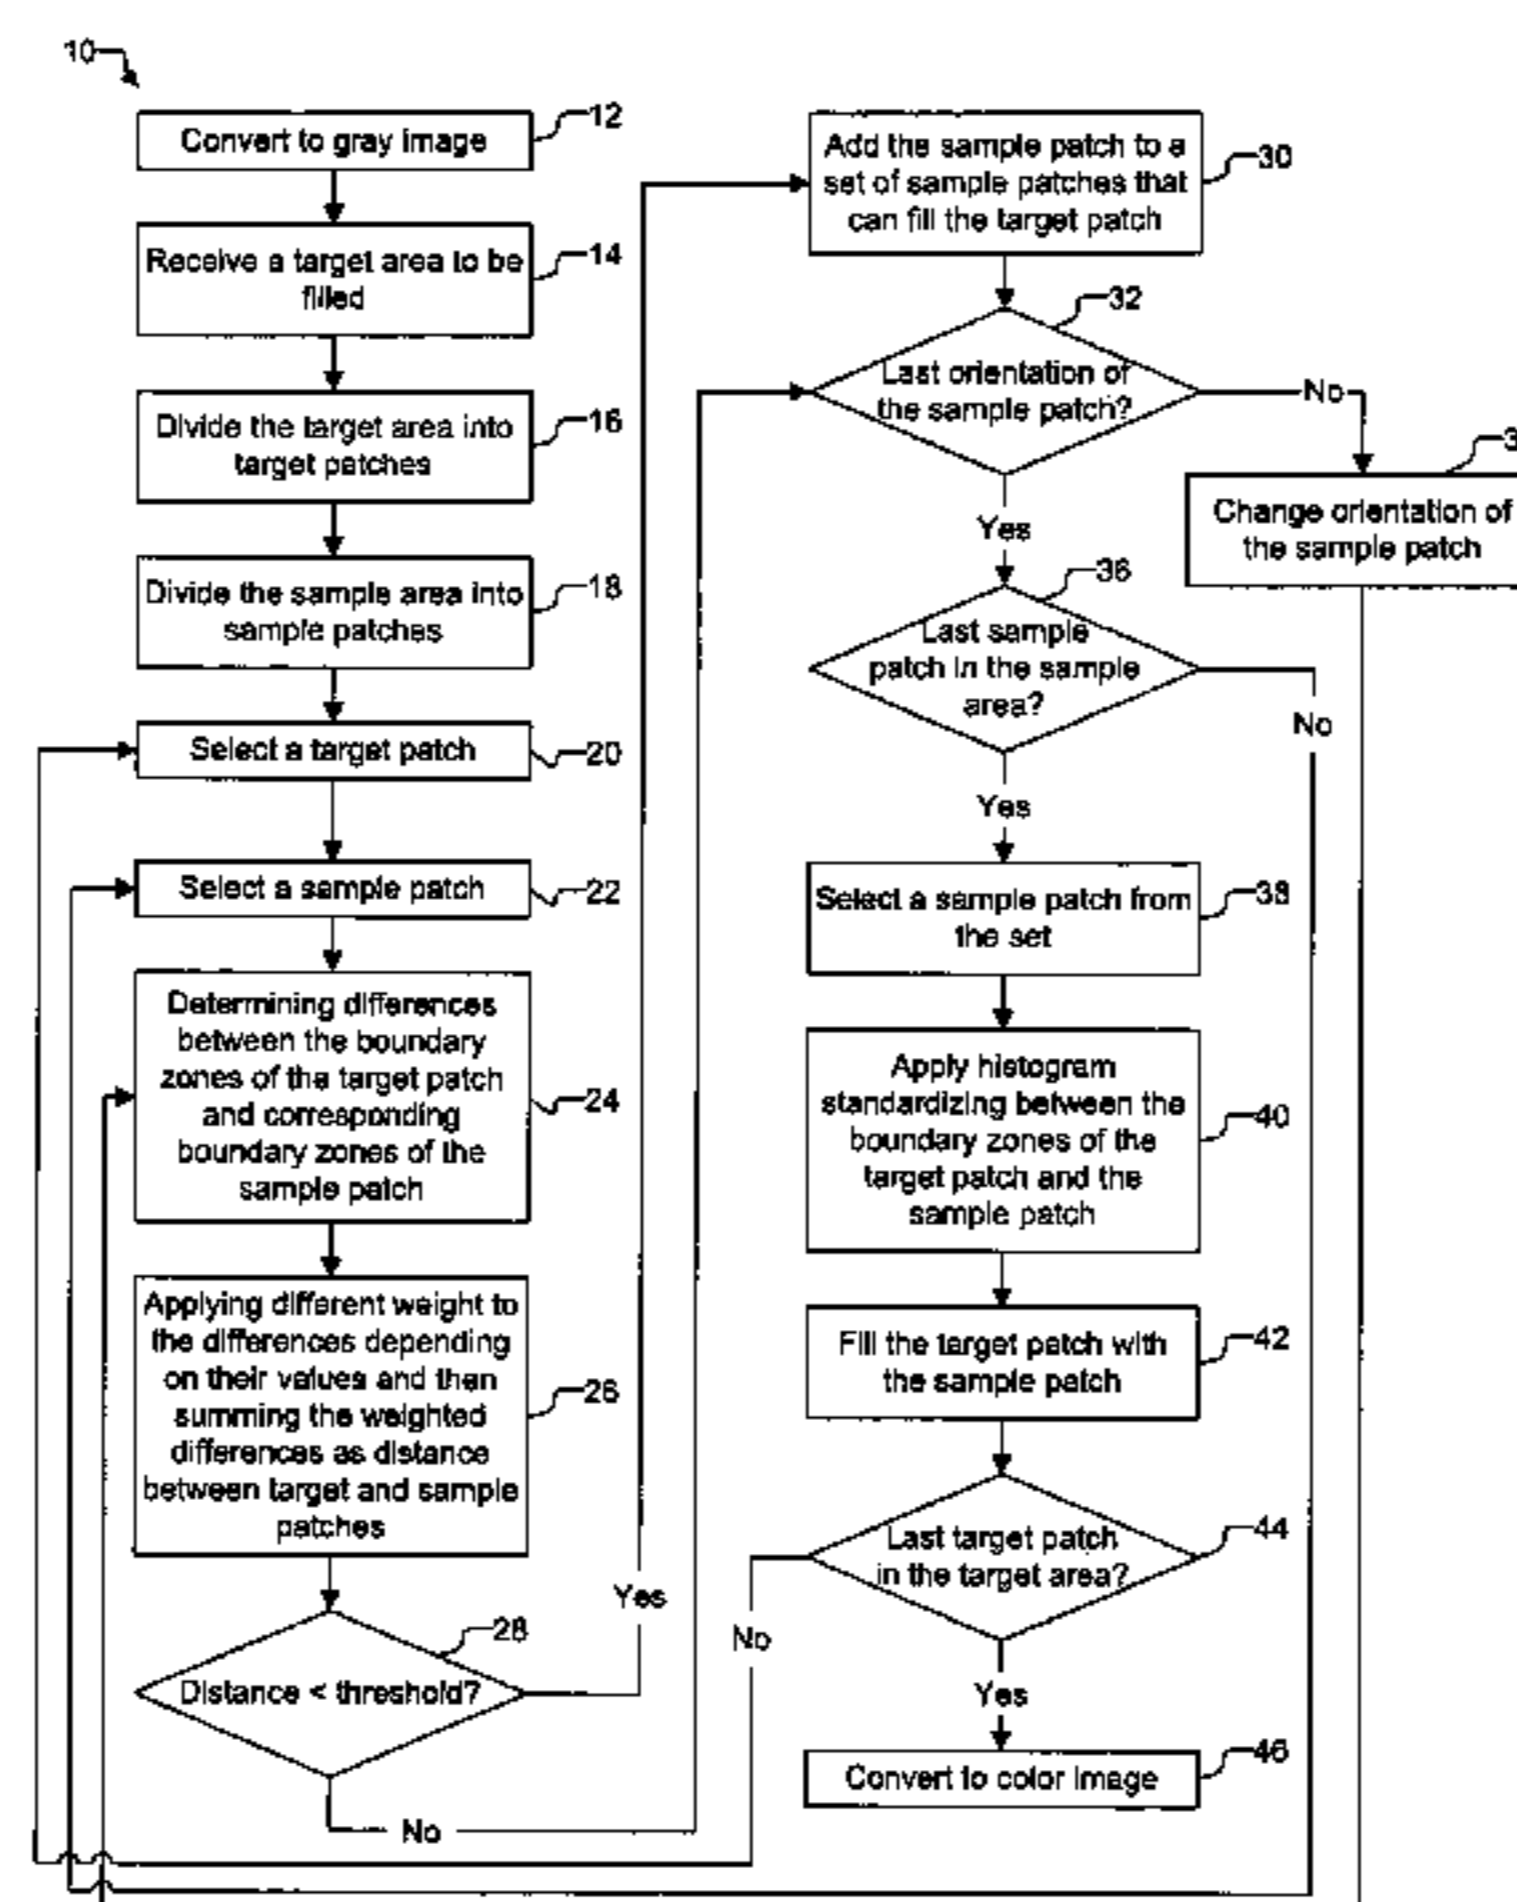 10
Convert to gray image
12
Receive a target area to be
filled
14
Divide the target area into
target patches
16
Divide the sample area into
sample patches
18
Select a target patch
20
Select a sample patch
22
Determining differences
between the boundary
zones of the target patch
and corresponding
boundary zones of the
sample patch
24
Applying different weight to
the differences depending
on their values and then
summing the weighted
differences as distance
between target and sample
patches
26
Distance < threshold?
28
Yes
No
Add the sample patch to a
set of sample patches that
can fill the target patch
30
Last orientation of
the sample patch?
32
No
Yes
Change orientation of
the sample patch
3
Last sample
patch in the sample
area?
36
No
Yes
Select a sample patch from
the set
38
Apply histogram
standardizing between the
boundary zones of the
target patch and the
sample patch
40
Fill the target patch with
the sample patch
42
Last target patch
in the target area?
44
No
Yes
Convert to color image
46